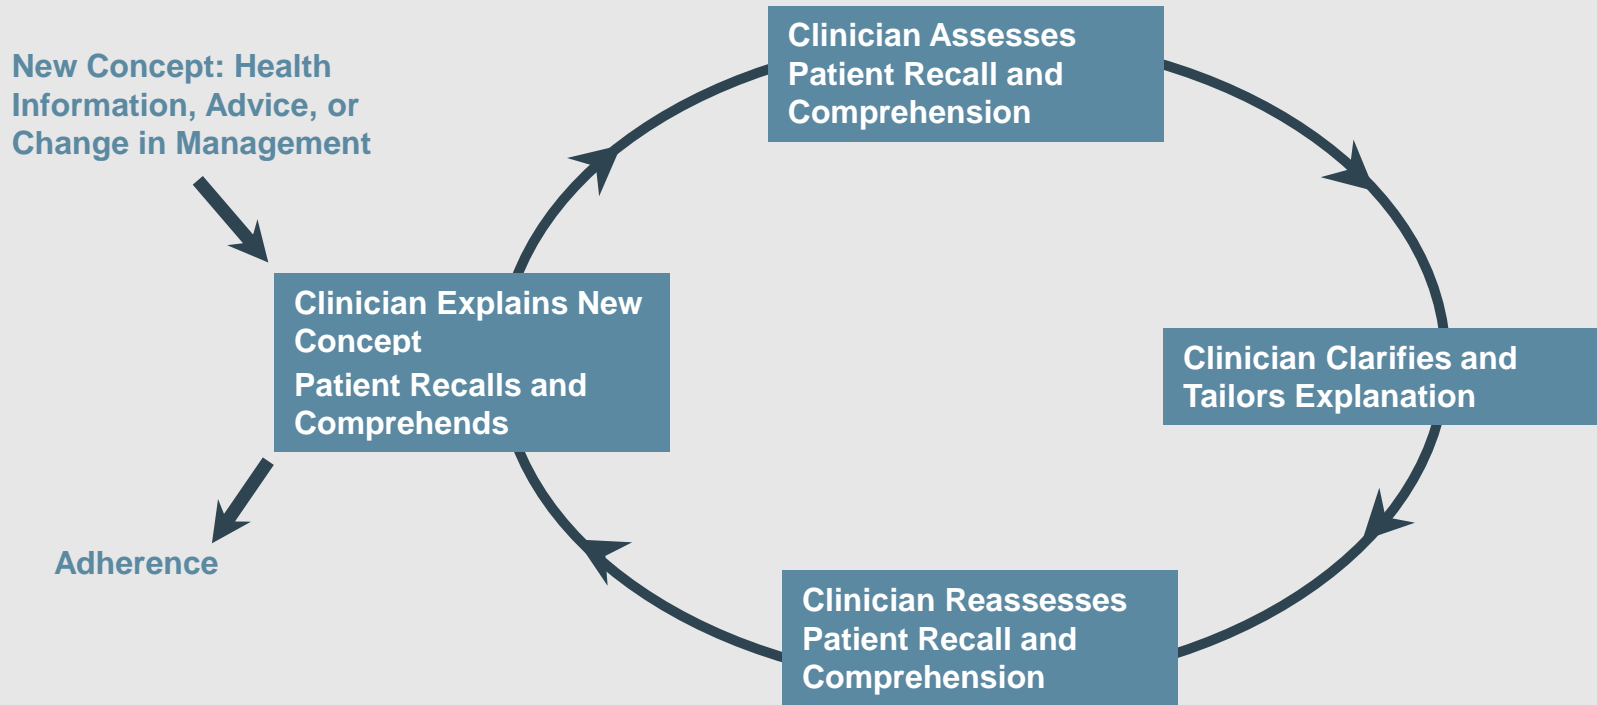 New Concept: Health
Information, Advice, or
Change in Management
Clinician Assesses
Patient Recall and
Comprehension
Clinician Explains New
Concept
Patient Recalls and
Comprehends
Clinician Clarifies and
Tailors Explanation
Adherence
Clinician Reassesses
Patient Recall and
Comprehension